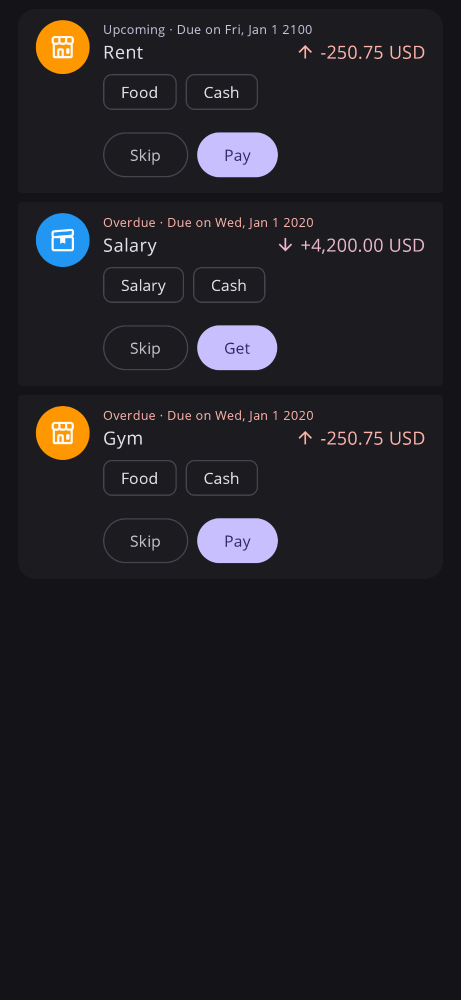 Upcoming · Due on Fri, Jan 1 2100
Rent ↑ -250.75 USD
Food Cash
Skip Pay
Overdue · Due on Wed, Jan 1 2020
Salary ↓ +4,200.00 USD
Salary Cash
Skip Get
Overdue · Due on Wed, Jan 1 2020
Gym ↑ -250.75 USD
Food Cash
Skip Pay